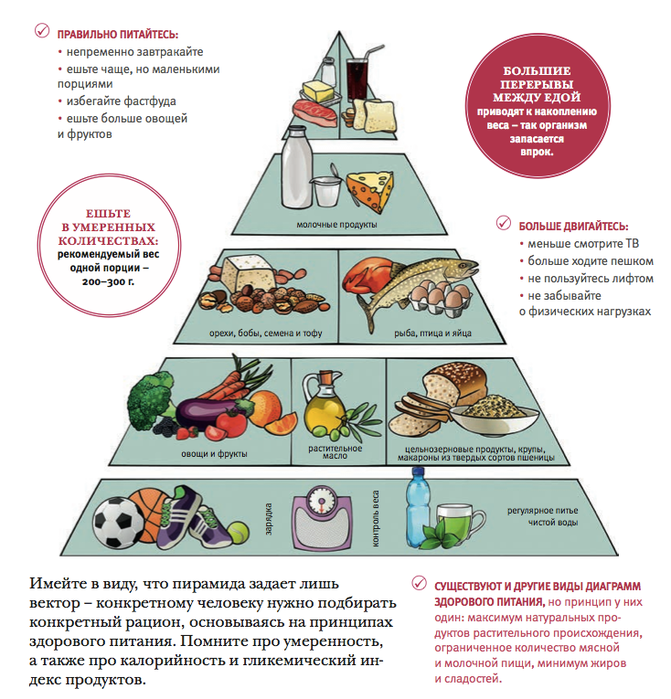 ПРАВИЛЬНО ПИТАЙТЕСЬ:
• непременно завтракайте
• ешьте чаще, но маленькими
порциями
• избегайте фастфуда
• ешьте больше овощей
и фруктов
БОЛЬШИЕ
ПЕРЕРЫВЫ
МЕЖДУ ЕДОЙ
приводят к накоплению
веса – так организм
запасается
впрок.
ЕШЬТЕ
В УМЕРЕННЫХ
КОЛИЧЕСТВАХ:
рекомендуемый вес
одной порции –
200–300 г.
БОЛЬШЕ ДВИГАЙТЕСЬ:
• меньше смотрите ТВ
• больше ходите пешком
• не пользуйтесь лифтом
• не забывайте
о физических нагрузках
молочные продукты
орехи, бобы, семена и тофу
рыба, птица и яйца
овощи и фрукты
растительное
масло
цельнозерновые продукты, крупы,
макароны из твердых сортов пшеницы
зарядка
контроль веса
регулярное питье
чистой воды
Имейте в виду, что пирамида задает лишь
вектор – конкретному человеку нужно подбирать
конкретный рацион, основываясь на принципах
здорового питания. Помните про умеренность,
а также про калорийность и гликемический ин-
декс продуктов.
СУЩЕСТВУЮТ И ДРУГИЕ ВИДЫ ДИАГРАММ
ЗДОРОВОГО ПИТАНИЯ, но принцип у них
один: максимум натуральных про-
дуктов растительного происхождения,
ограниченное количество мясной
и молочной пищи, минимум жиров
и сладостей.